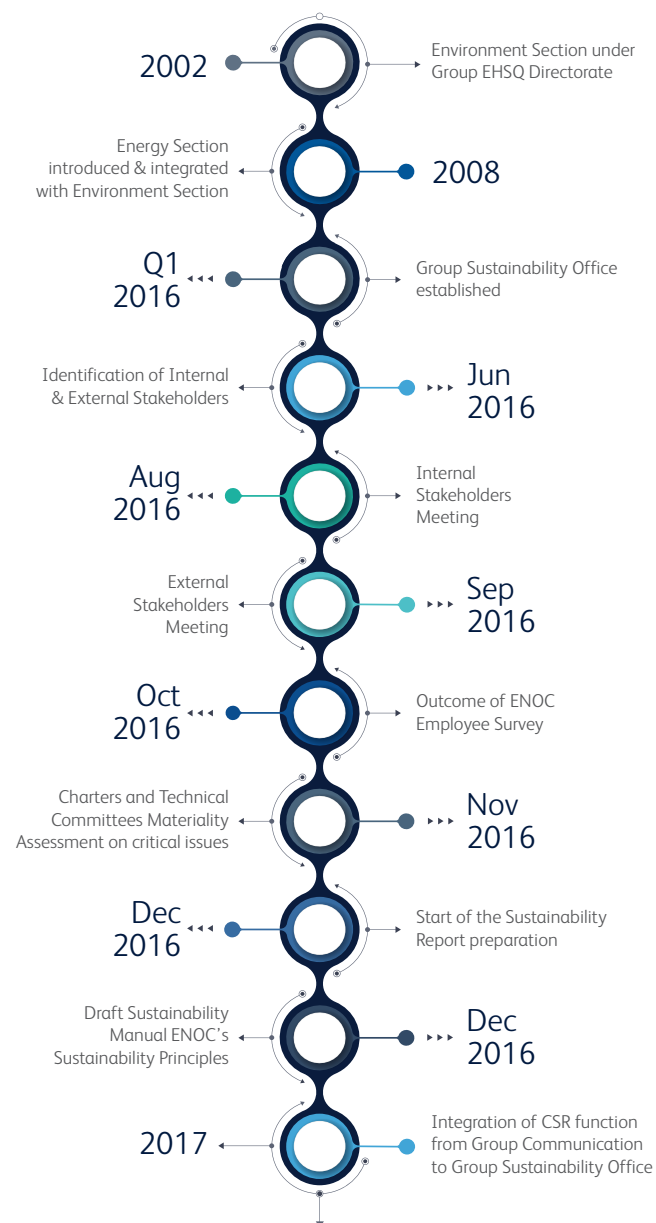 2002
Environment Section under
Group EHSQ Directorate
Energy Section
introduced & integrated
with Environment Section
2008
Q1
2016
Group Sustainability Office
established
Identification of Internal
& External Stakeholders
Jun
2016
Aug
2016
Internal
Stakeholders
Meeting
External
Stakeholders
Meeting
Sep
2016
Oct
2016
Outcome of ENOC
Employee Survey
Charters and Technical
Committees Materiality
Assessment on critical issues
Nov
2016
Dec
2016
Start of the Sustainability
Report preparation
Draft Sustainability
Manual ENOC’s
Sustainability Principles
Dec
2016
2017
Integration of CSR function
from Group Communication
to Group Sustainability Office